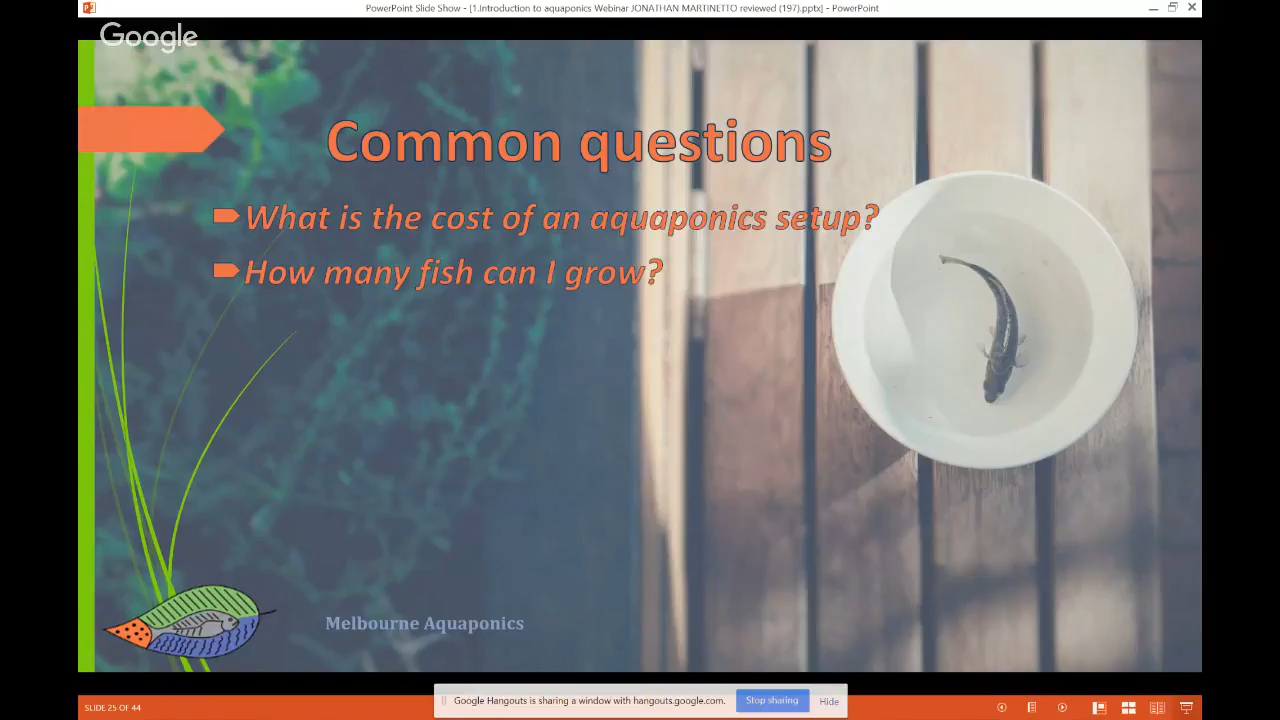 PowerPoint Slide Show - [1.Introduction to aquaponics Webinar JONATHAN MARTINETTO reviewed (197).pptx] - PowerPoint
Google
Common questions
What is the cost of an aquaponics setup?
How many fish can I grow?
Melbourne Aquaponics
Google Hangouts is sharing a window with hangouts.google.com.
Stop sharing
Hide
SLIDE 25 OF 44